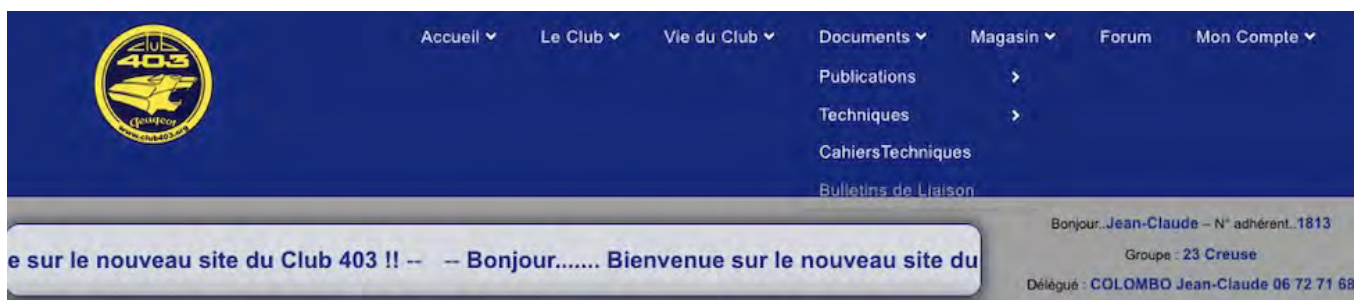 CLUB
403
Peugeot
www.club403.org
Accueil Le Club Vie du Club Documents Magasin Forum Mon Compte
Publications
Techniques
CahiersTechniques
Bulletins de Liaison
Bonjour..Jean-Claude – N° adhérent..1813
e sur le nouveau site du Club 403 !! -- -- Bonjour....... Bienvenue sur le nouveau site du
Groupe : 23 Creuse
Délégué : COLOMBO Jean-Claude 06 72 71 68